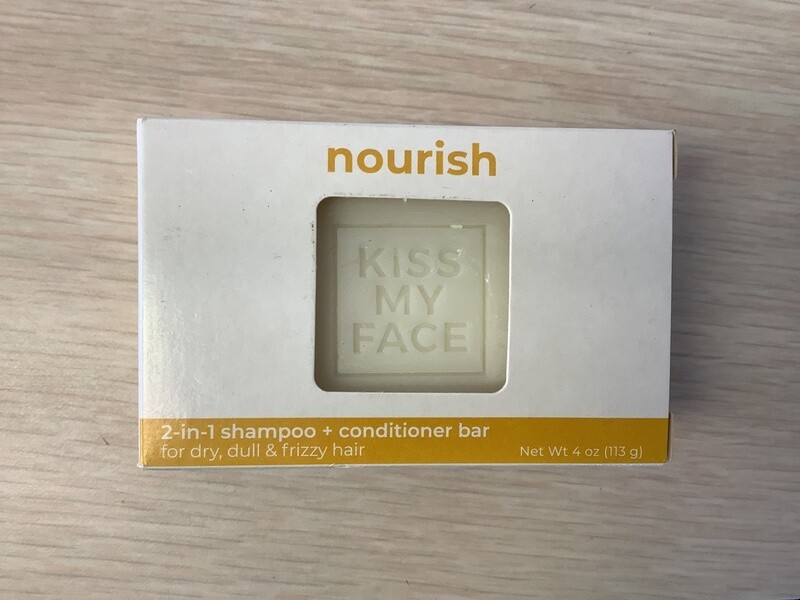 nourish
KISS
MY
FACE
2-in-1 shampoo + conditioner bar
for dry, dull & frizzy hair
Net Wt 4 oz (113 g)